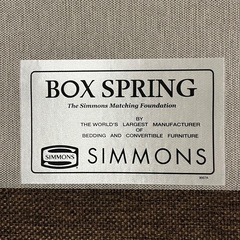 BOX SPRING
The Simmons Matching Foundation
BY
THE WORLD'S LARGEST MANUFACTURER
OF
BEDDING AND CONVERTIBLE FURNITURE
SIMMONS SIMMONS